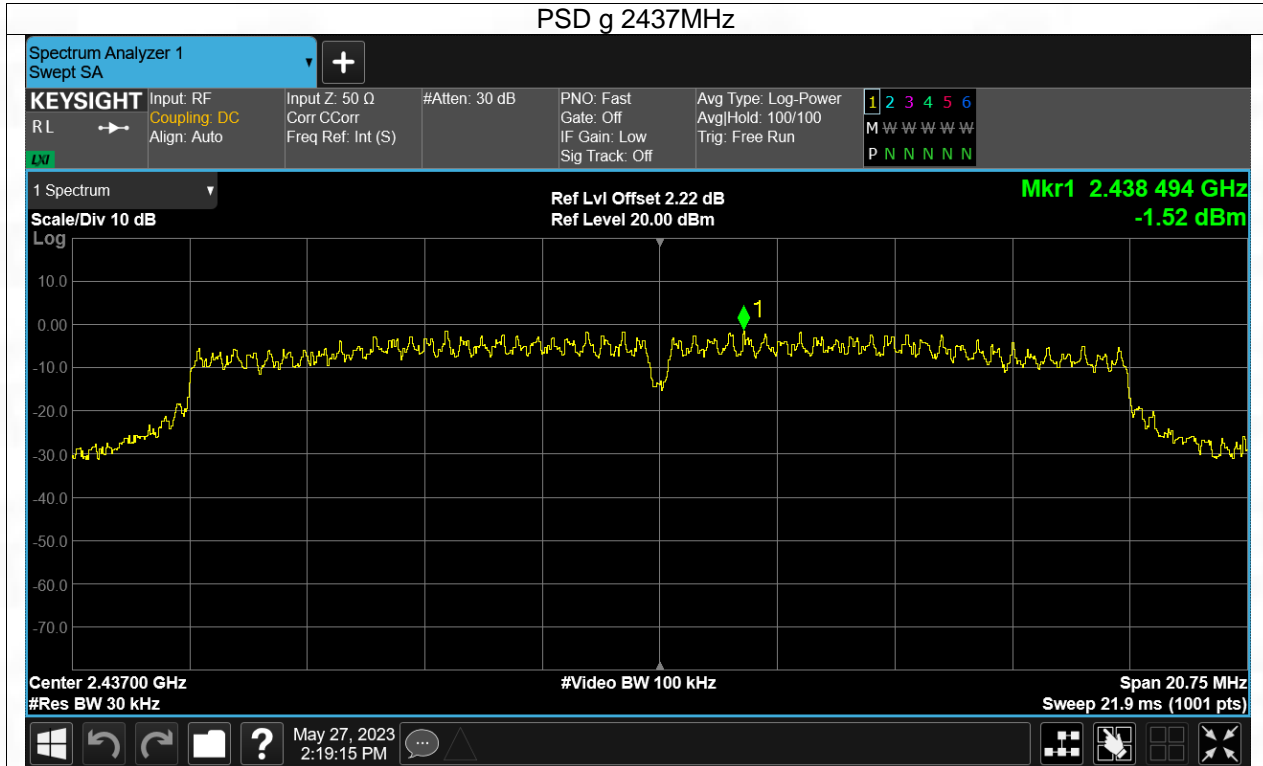 PSD g 2437MHz
Spectrum Analyzer 1
Swept SA
+
KEYSIGHT Input: RF Input Z: 50 Ω #Atten: 30 dB PNO: Fast Avg Type: Log-Power 1 2 3 4 5 6
RL Coupling: DC Corr CCorr Gate: Off Avg|Hold: 100/100 M W W W W W
Align: Auto Freq Ref: Int (S) IF Gain: Low Trig: Free Run
LXI Sig Track: Off P N N N N N
1 Spectrum Ref Lvl Offset 2.22 dB Mkr1 2.438 494 GHz
Scale/Div 10 dB Ref Level 20.00 dBm -1.52 dBm
Log
10.0
1
0.00
-10.0
-20.0
-30.0
-40.0
-50.0
-60.0
-70.0
Center 2.43700 GHz #Video BW 100 kHz Span 20.75 MHz
#Res BW 30 kHz Sweep 21.9 ms (1001 pts)
? May 27, 2023
2:19:15 PM